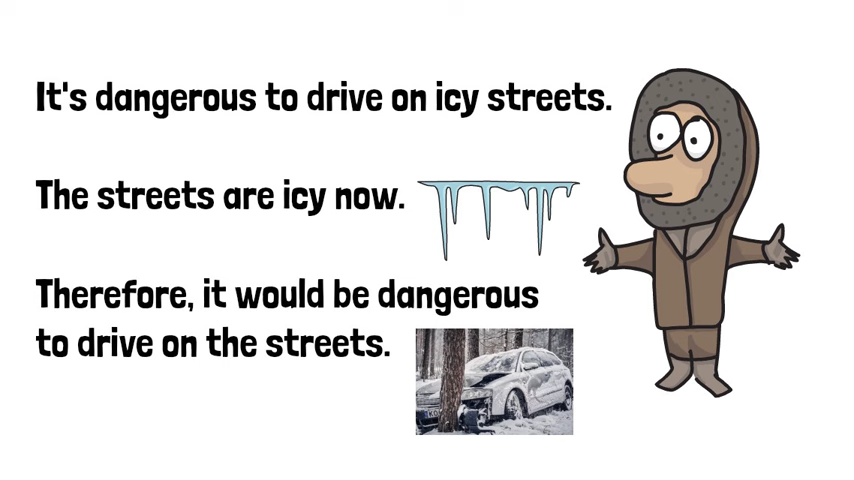 It's dangerous to drive on icy streets.
The streets are icy now.
Therefore, it would be dangerous
to drive on the streets.